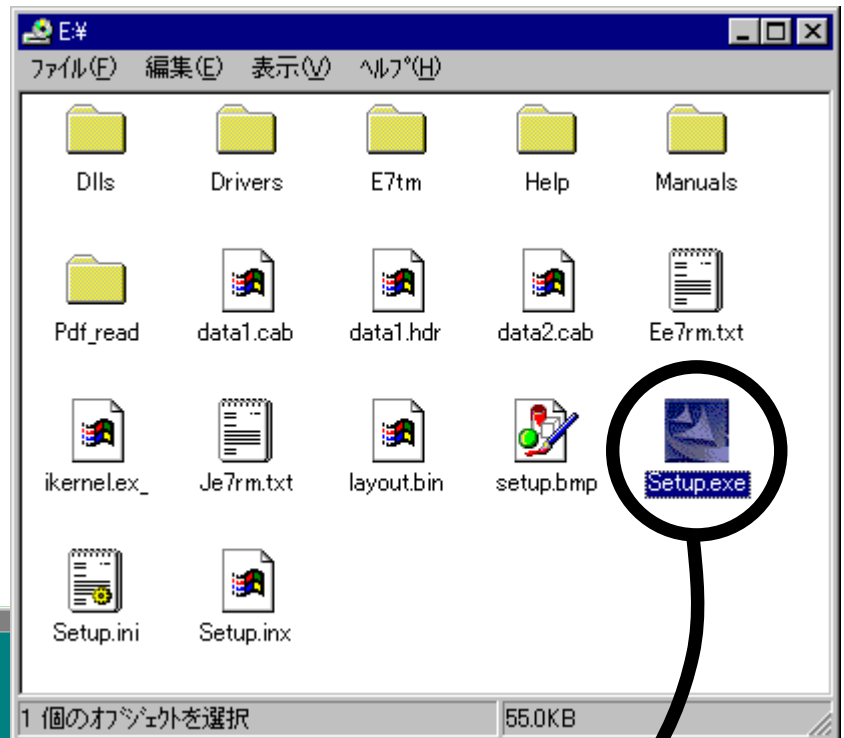 E:¥
ファイル(F) 編集(E) 表示(V) ﾍﾙﾌﾟ(H)
Dlls Drivers E7tm Help Manuals
Pdf_read data1.cab data1.hdr data2.cab Ee7rm.txt
ikernel.ex_ Je7rm.txt layout.bin setup.bmp Setup.exe
Setup.ini Setup.inx
1 個のオブジェクトを選択 55.0KB